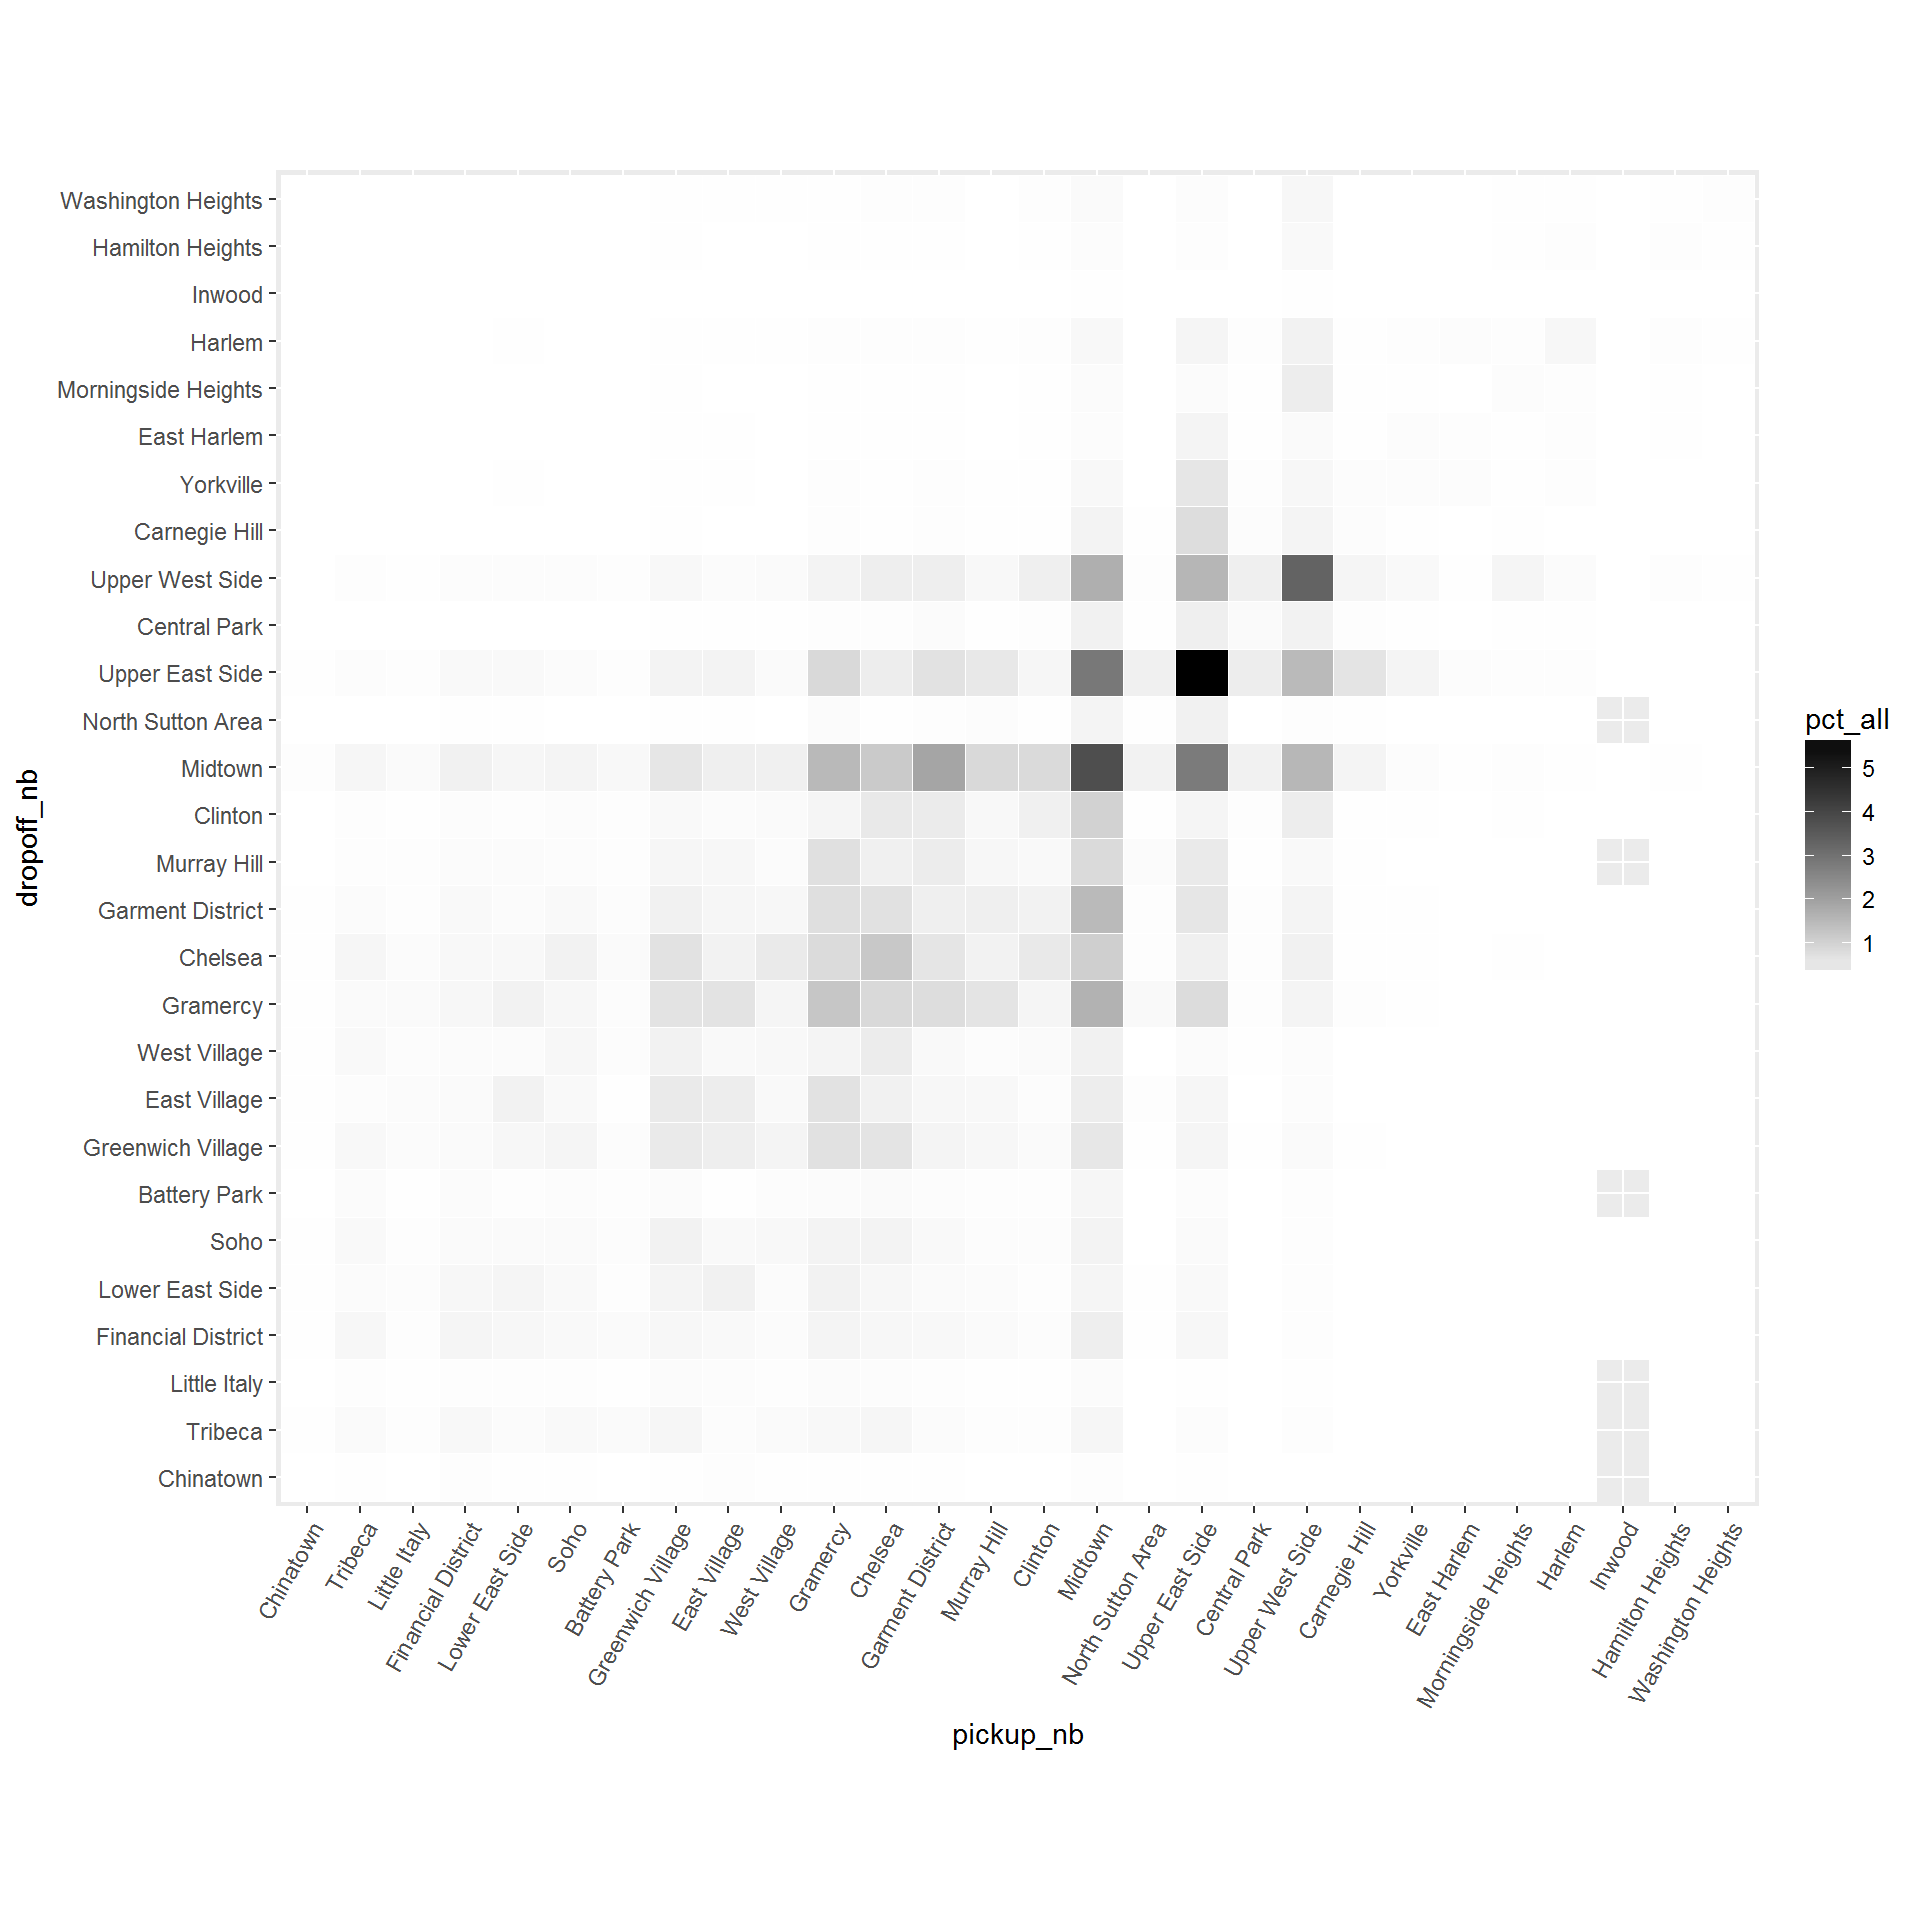 Washington Heights
Hamilton Heights
Inwood
Harlem
Morningside Heights
East Harlem
Yorkville
Carnegie Hill
Upper West Side
Central Park
Upper East Side
North Sutton Area
Midtown
Clinton
Murray Hill
Garment District
Chelsea
Gramercy
West Village
East Village
Greenwich Village
Battery Park
Soho
Lower East Side
Financial District
Little Italy
Tribeca
Chinatown
dropoff_nb
Chinatown
Tribeca
Little Italy
Financial District
Lower East Side
Soho
Battery Park
Greenwich Village
East Village
West Village
Gramercy
Chelsea
Garment District
Murray Hill
Clinton
Midtown
North Sutton Area
Upper East Side
Central Park
Upper West Side
Carnegie Hill
Yorkville
East Harlem
Morningside Heights
Harlem
Inwood
Hamilton Heights
Washington Heights
pickup_nb
pct_all
5
4
3
2
1